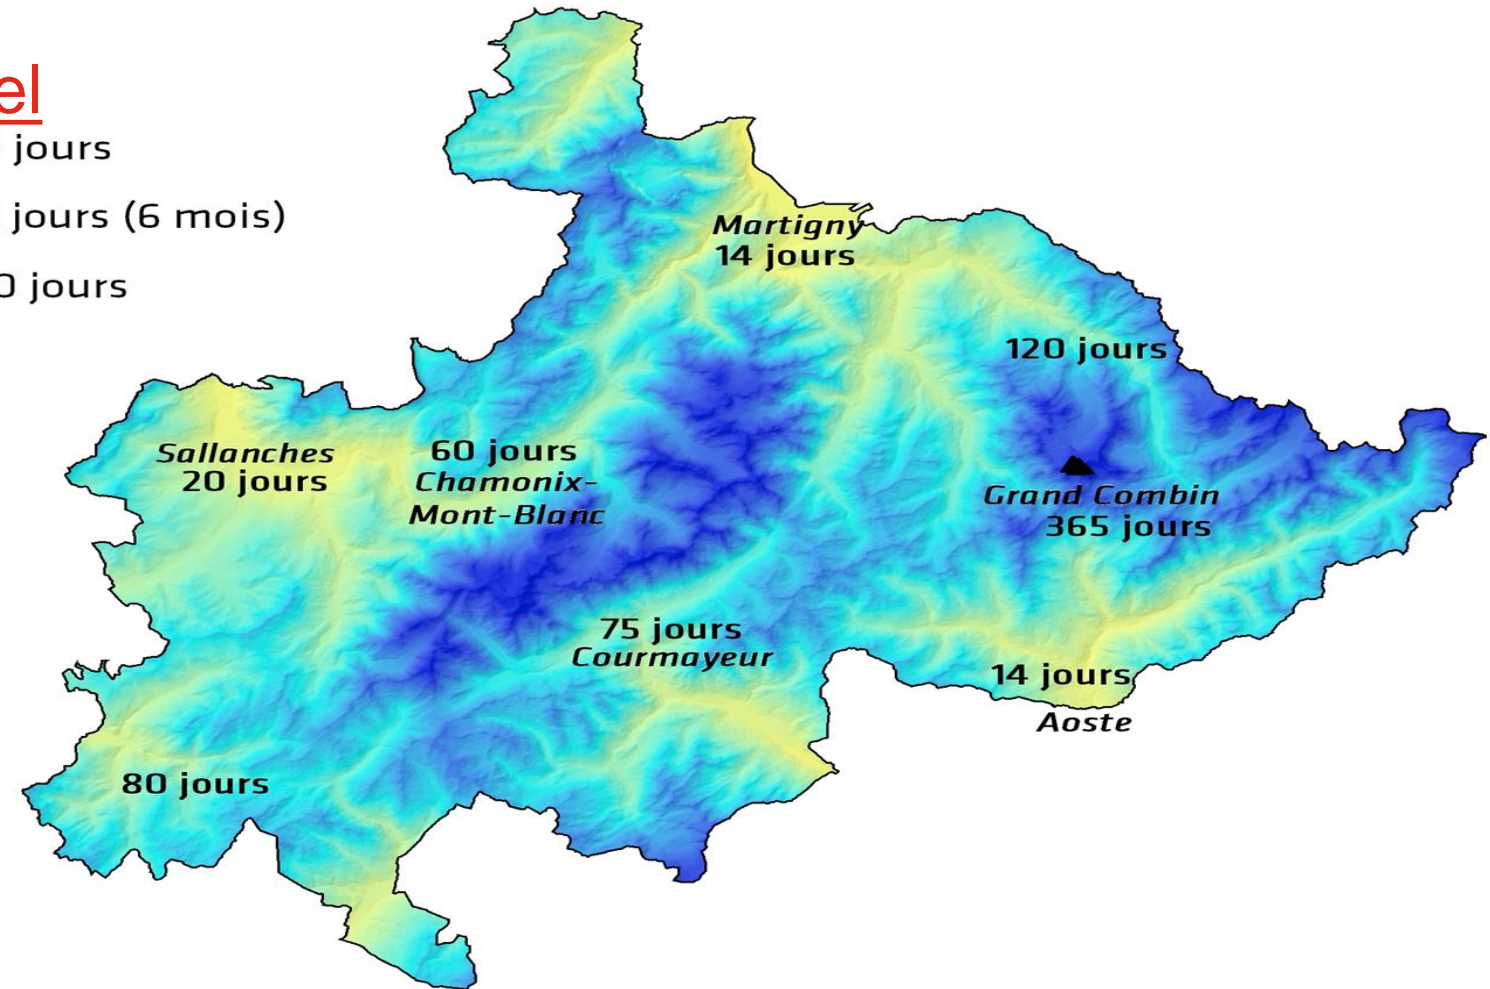 el
jours
jours (6 mois)
0 jours
Martigny
14 jours
120 jours
Sallanches
20 jours
60 jours
Chamonix-
Mont-Blanc
Grand Combin
365 jours
75 jours
Courmayeur
14 jours
Aoste
80 jours